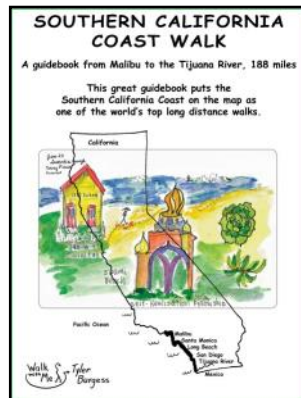 SOUTHERN CALIFORNIA
COAST WALK
A guidebook from Malibu to the Tijuana River, 188 miles
This great guidebook puts the
Southern California Coast on the map as
one of the world's top long distance walks.
California
Pacific Ocean
Malibu
Santa Monica
Long Beach
San Diego
Tijuana River
Mexico
Walk with Me
Tyler
Burgess